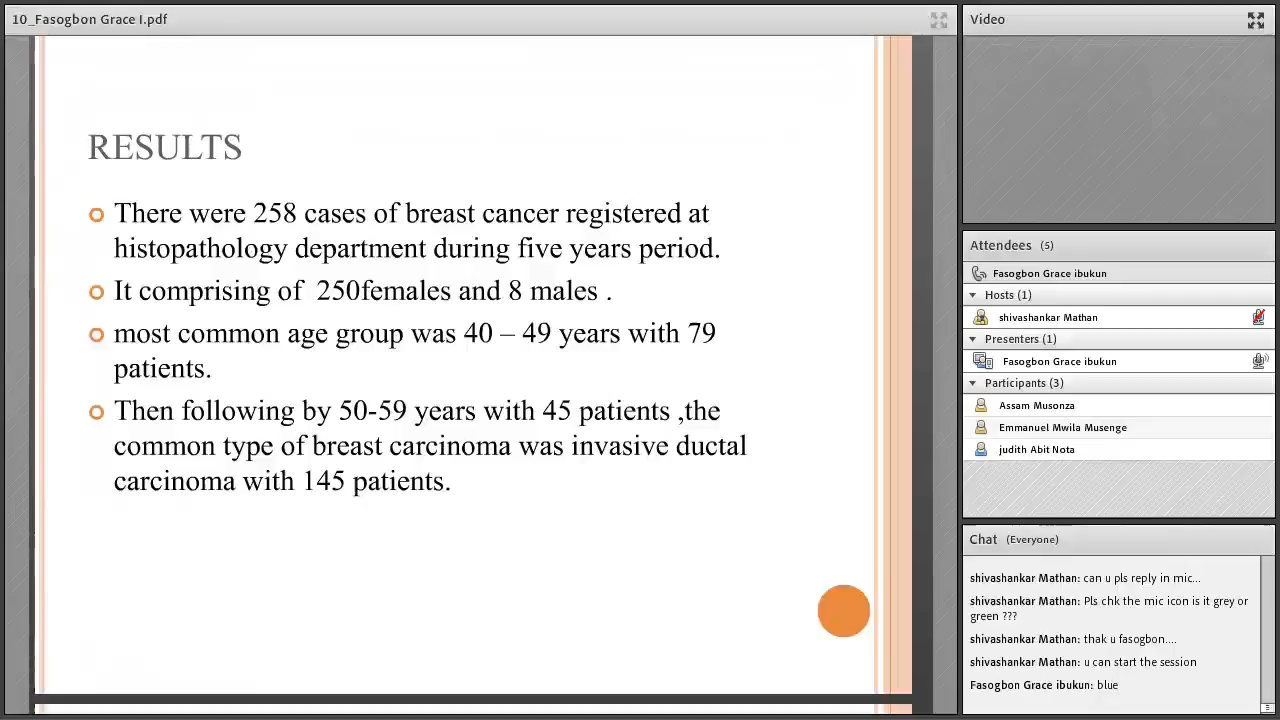 10_Fasogbon Grace I.pdf
RESULTS
There were 258 cases of breast cancer registered at
histopathology department during five years period.
It comprising of 250females and 8 males .
most common age group was 40 – 49 years with 79
patients.
Then following by 50-59 years with 45 patients ,the
common type of breast carcinoma was invasive ductal
carcinoma with 145 patients.
Video
Attendees (5)
Fasogbon Grace ibukun
Hosts (1)
shivashankar Mathan
Presenters (1)
Fasogbon Grace ibukun
Participants (3)
Assam Musonza
Emmanuel Mwila Musenge
judith Abit Nota
Chat (Everyone)
shivashankar Mathan: can u pls reply in mic...
shivashankar Mathan: Pls chk the mic icon is it grey or
green ???
shivashankar Mathan: thak u fasogbon....
shivashankar Mathan: u can start the session
Fasogbon Grace ibukun: blue